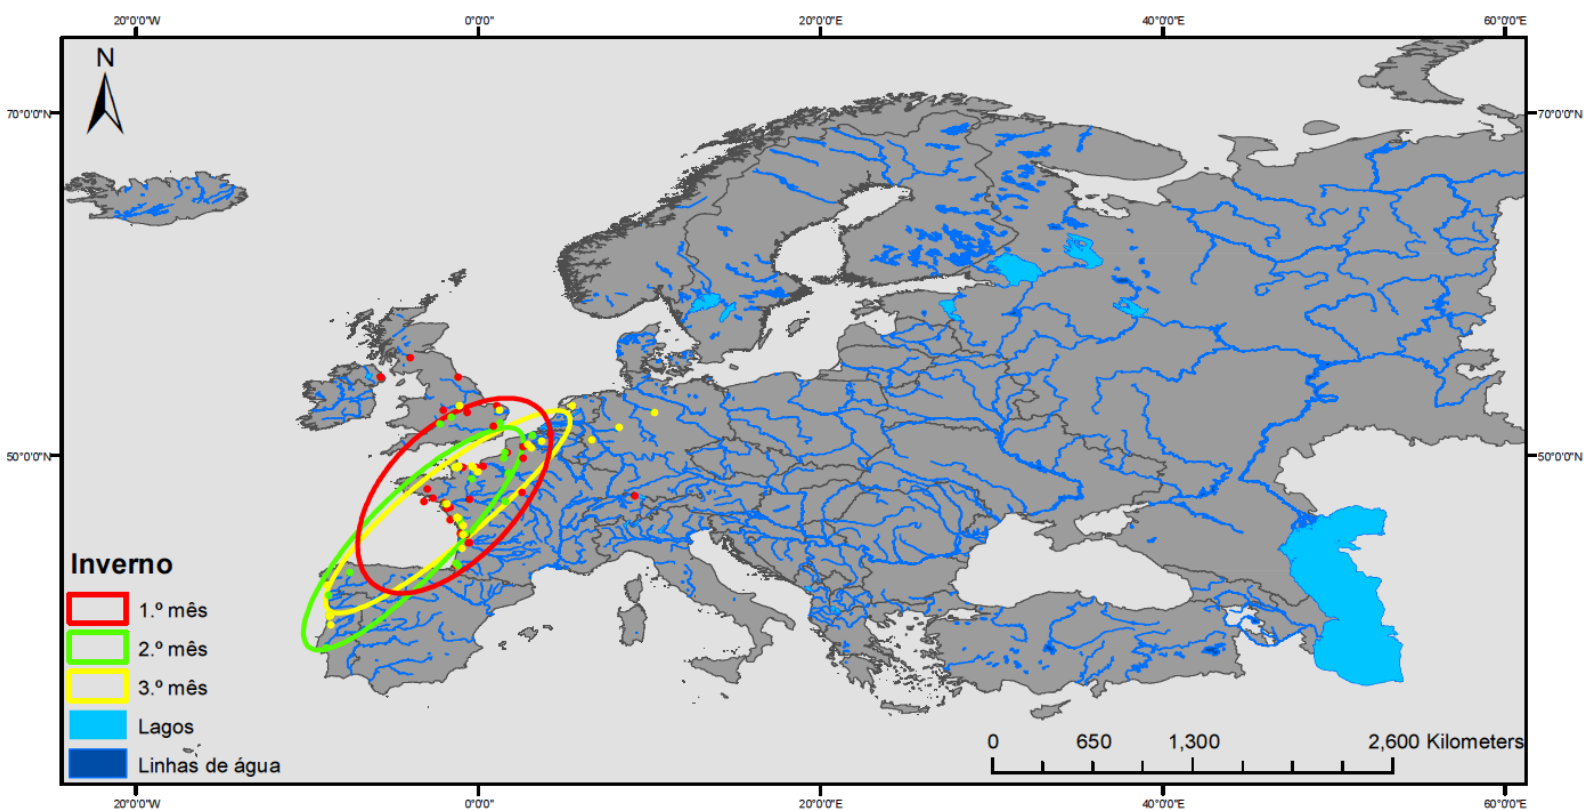 20°0'0"W 0°0'0" 20°0'0"E 40°0'0"E 60°0'0"E
N
70°0'0"N 70°0'0"N
50°0'0"N 50°0'0"N
Inverno
1.º mês
2.º mês
3.º mês
Lagos
Linhas de água
0 650 1,300 2,600 Kilometers
20°0'0"W 0°0'0" 20°0'0"E 40°0'0"E 60°0'0"E